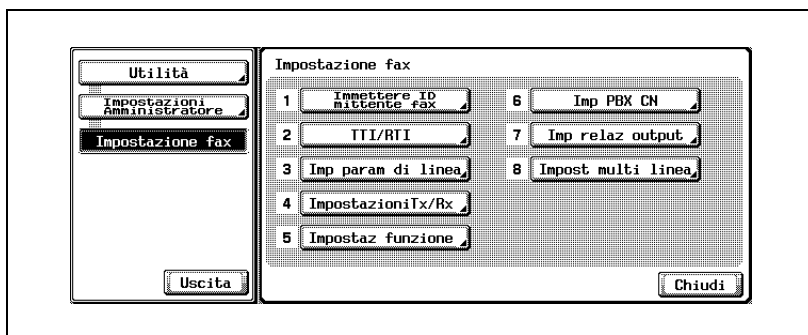 Utilità
Impostazioni
Amministratore
Impostazione fax
Uscita
Impostazione fax
1 Immettere ID
mittente fax
2 TTI/RTI
3 Imp param di linea
4 ImpostazioniTx/Rx
5 Impostaz funzione
6 Imp PBX CN
7 Imp relaz output
8 Impost multi linea
Chiudi